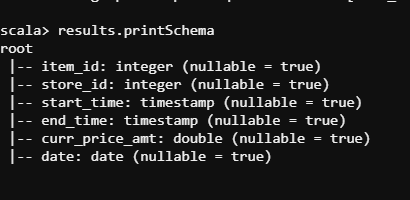 scala> results.printSchema
root
 |-- item_id: integer (nullable = true)
 |-- store_id: integer (nullable = true)
 |-- start_time: timestamp (nullable = true)
 |-- end_time: timestamp (nullable = true)
 |-- curr_price_amt: double (nullable = true)
 |-- date: date (nullable = true)